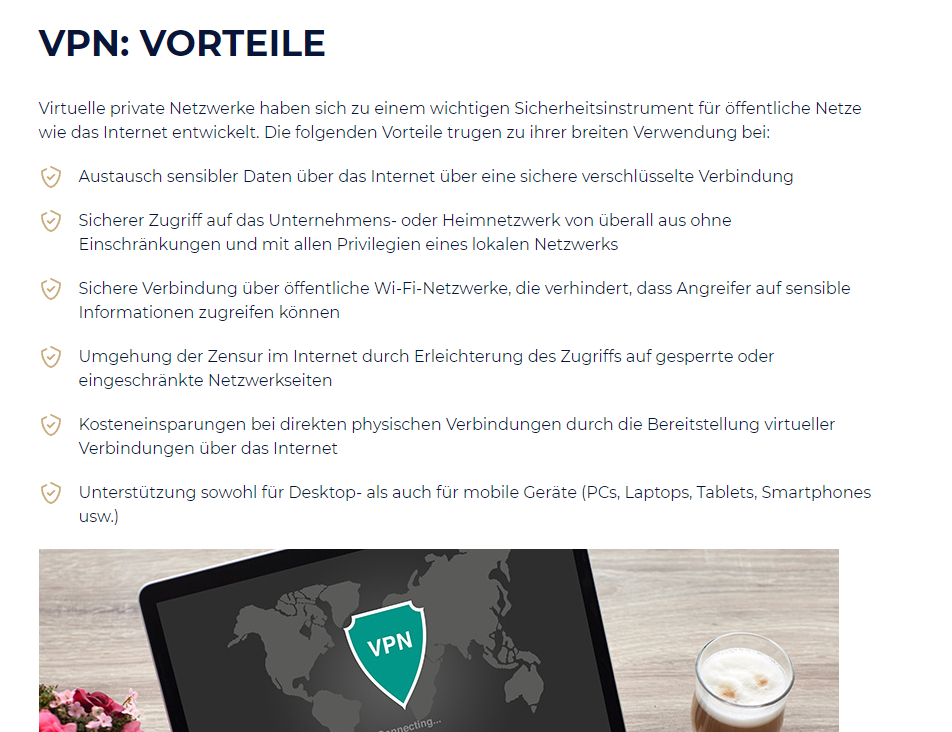 VPN: VORTEILE
Virtuelle private Netzwerke haben sich zu einem wichtigen Sicherheitsinstrument für öffentliche Netze
wie das Internet entwickelt. Die folgenden Vorteile trugen zu ihrer breiten Verwendung bei:
Austausch sensibler Daten über das Internet über eine sichere verschlüsselte Verbindung
Sicherer Zugriff auf das Unternehmens- oder Heimnetzwerk von überall aus ohne
Einschränkungen und mit allen Privilegien eines lokalen Netzwerks
Sichere Verbindung über öffentliche Wi-Fi-Netzwerke, die verhindert, dass Angreifer auf sensible
Informationen zugreifen können
Umgehung der Zensur im Internet durch Erleichterung des Zugriffs auf gesperrte oder
eingeschränkte Netzwerkseiten
Kosteneinsparungen bei direkten physischen Verbindungen durch die Bereitstellung virtueller
Verbindungen über das Internet
Unterstützung sowohl für Desktop- als auch für mobile Geräte (PCs, Laptops, Tablets, Smartphones
usw.)
VPN
Connecting...